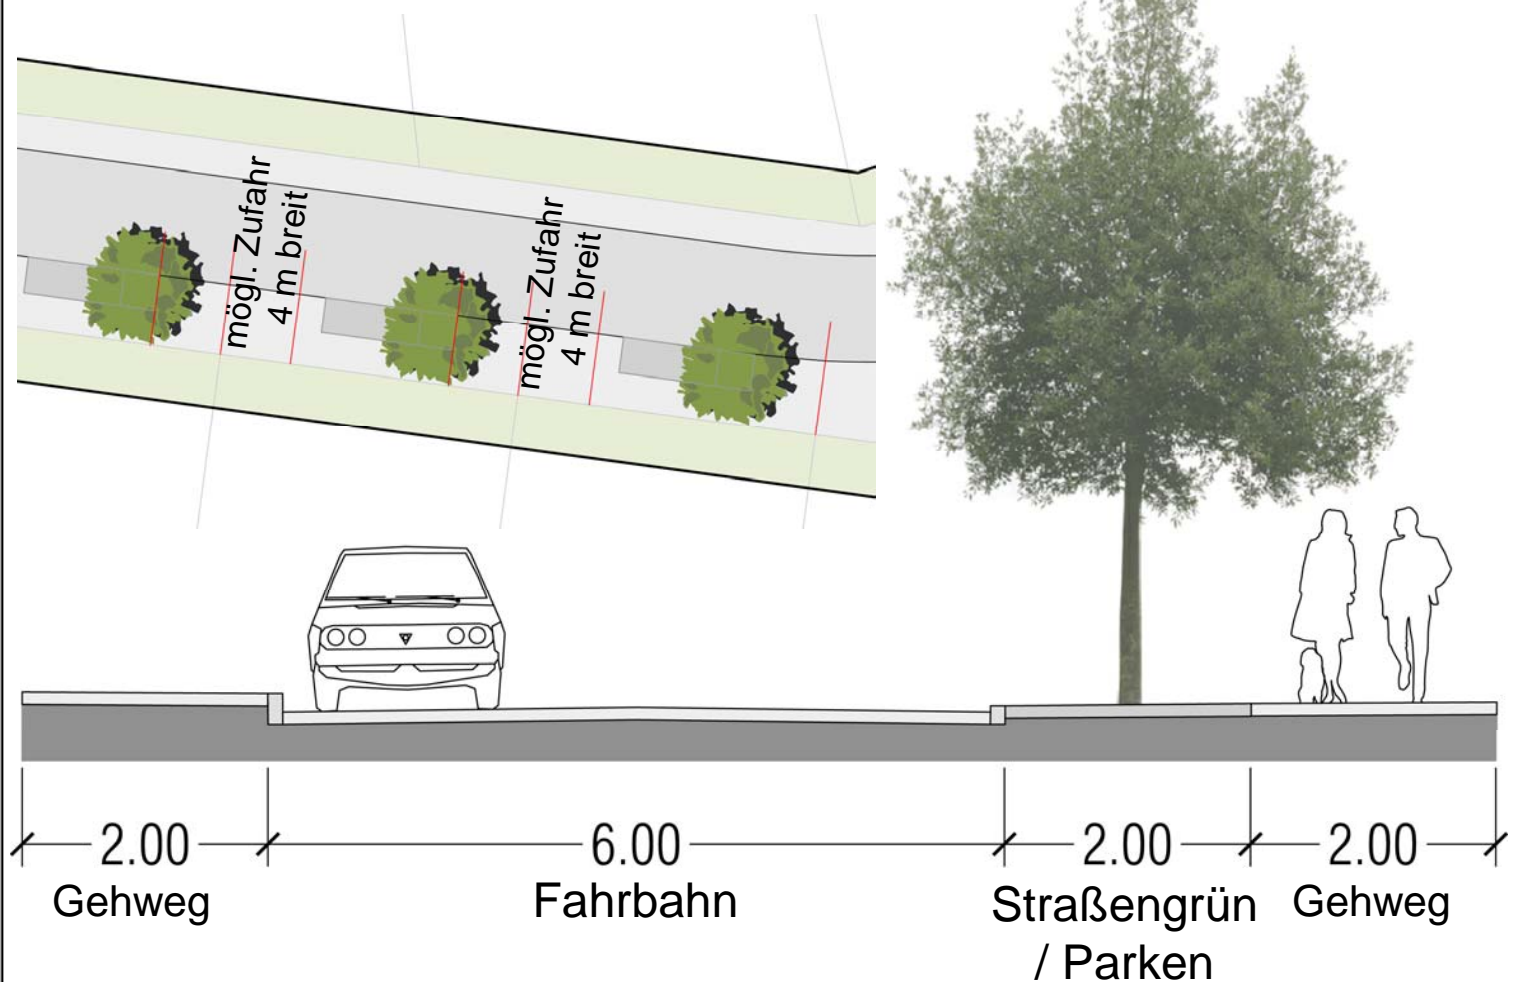 mögl. Zufahr
4 m breit
mögl. Zufahr
4 m breit
2.00
6.00
2.00
2.00
Gehweg
Fahrbahn
Straßengrün
/ Parken
Gehweg